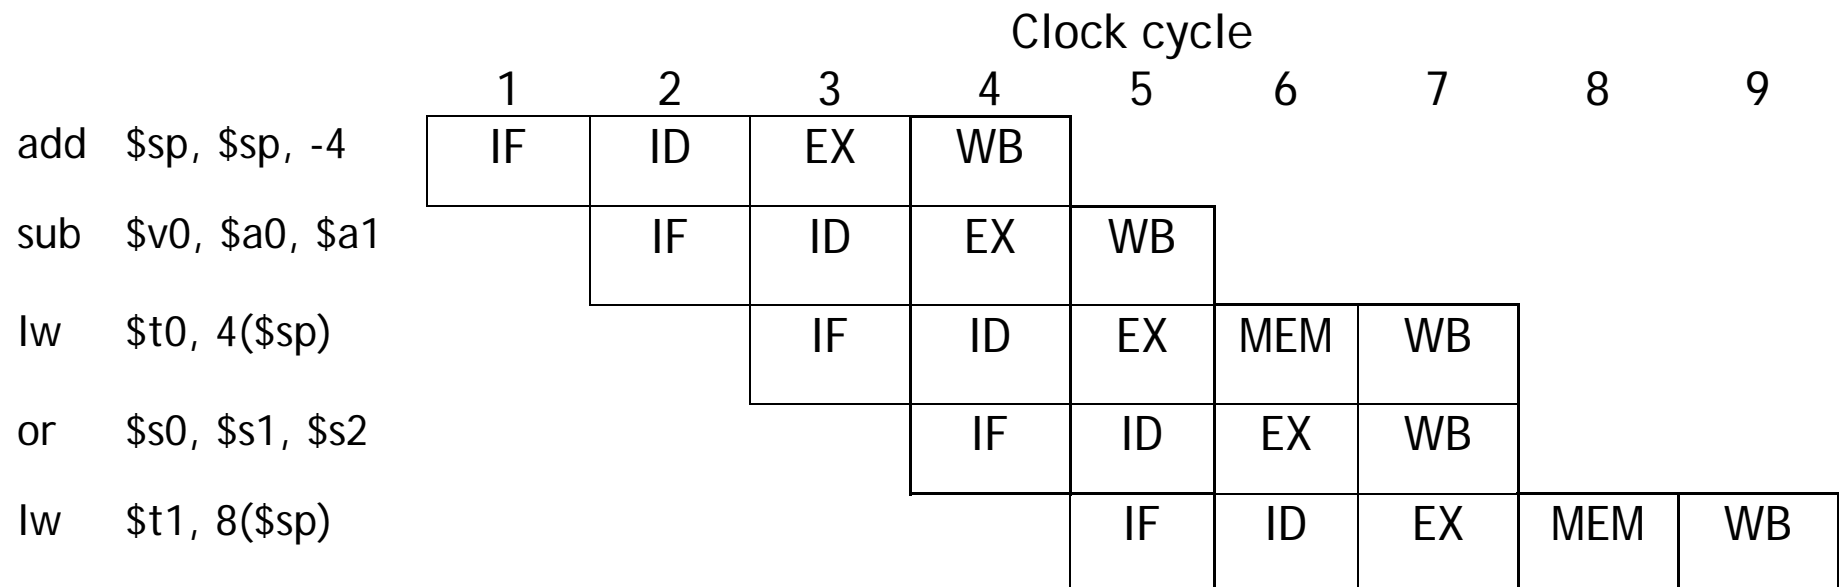 Clock cycle
1 2 3 4 5 6 7 8 9
add $sp, $sp, -4 IF ID EX WB
sub $v0, $a0, $a1 IF ID EX WB
lw $t0, 4($sp) IF ID EX MEM WB
or $s0, $s1, $s2 IF ID EX WB
lw $t1, 8($sp) IF ID EX MEM WB